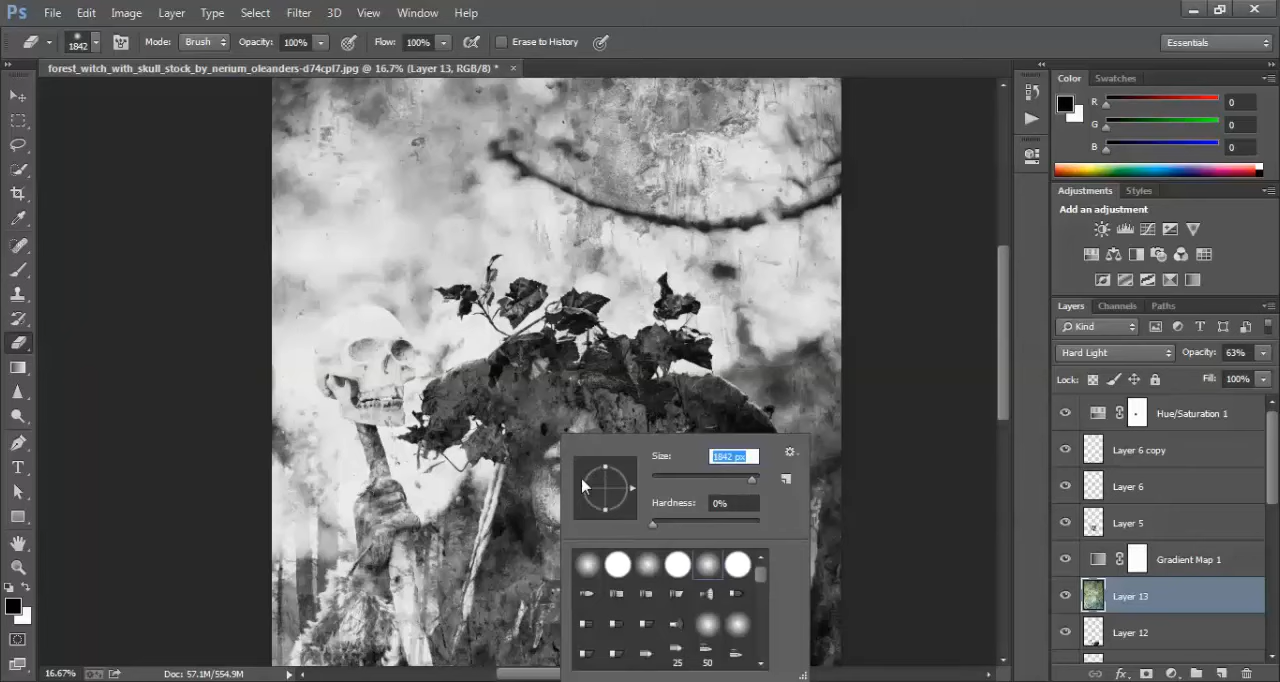 Ps File Edit Image Layer Type Select Filter 3D View Window Help
1842 Mode: Brush Opacity: 100% Flow: 100% Erase to History Essentials
forest_witch_with_skull_stock_by_nerium_oleanders-d74cpf7.jpg @ 16.7% (Layer 13, RGB/8) * ×
Color Swatches
R 0
G 0
B 0
Adjustments Styles
Add an adjustment
Layers Channels Paths
Kind
Hard Light Opacity: 63%
Lock: Fill: 100%
Hue/Saturation 1
Layer 6 copy
Layer 6
Layer 5
Gradient Map 1
Layer 13
Layer 12
Size: 1842 px
Hardness: 0%
25 50
16.67% Doc: 57.1M/554.9M